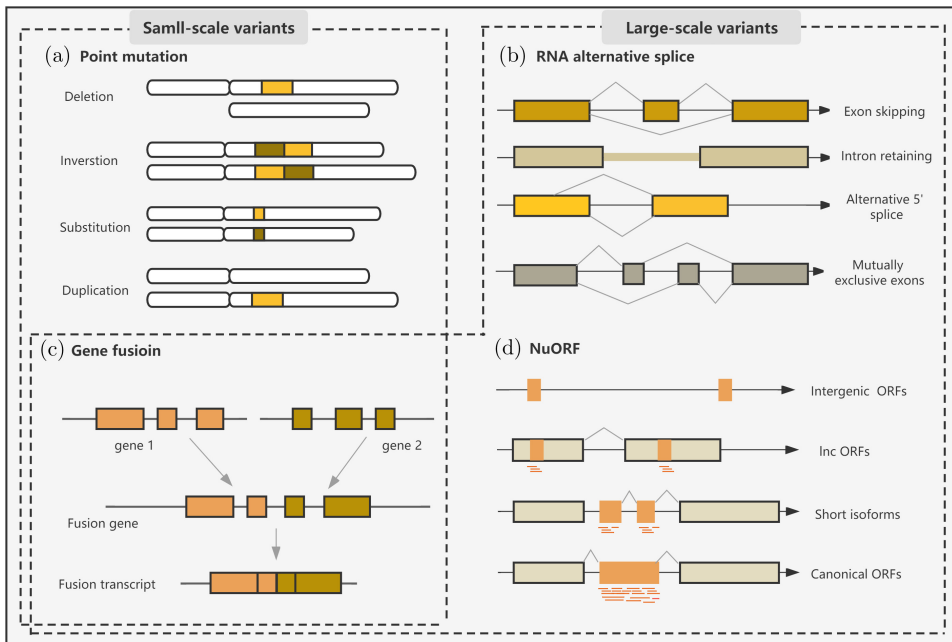 Samll-scale variants
Large-scale variants
(a) Point mutation
Deletion
Inverstion
Substitution
Duplication
(b) RNA alternative splice
Exon skipping
Intron retaining
Alternative 5'
splice
Mutually
exclusive exons
(c) Gene fusioin
gene 1
gene 2
Fusion gene
Fusion transcript
(d) NuORF
Intergenic ORFs
lnc ORFs
Short isoforms
Canonical ORFs